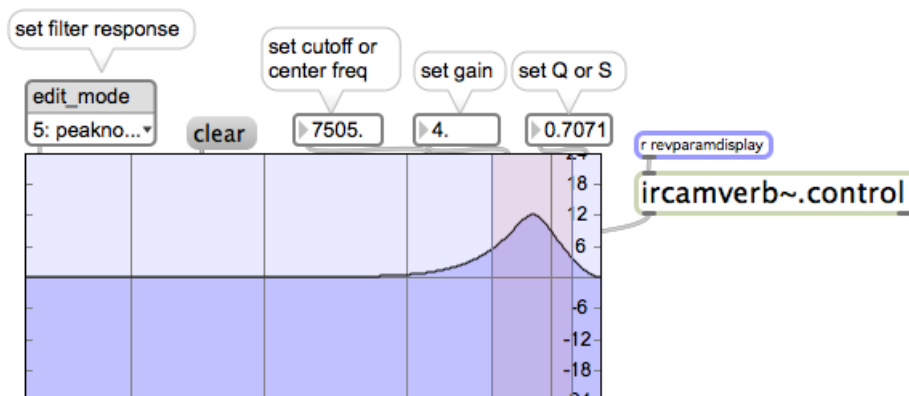 set filter response
set cutoff or
center freq
set gain
set Q or S
edit_mode
5: peakno...
clear
7505.
4.
0.7071
r revparamdisplay
ircamverb~.control
24
18
12
6
-6
-12
-18